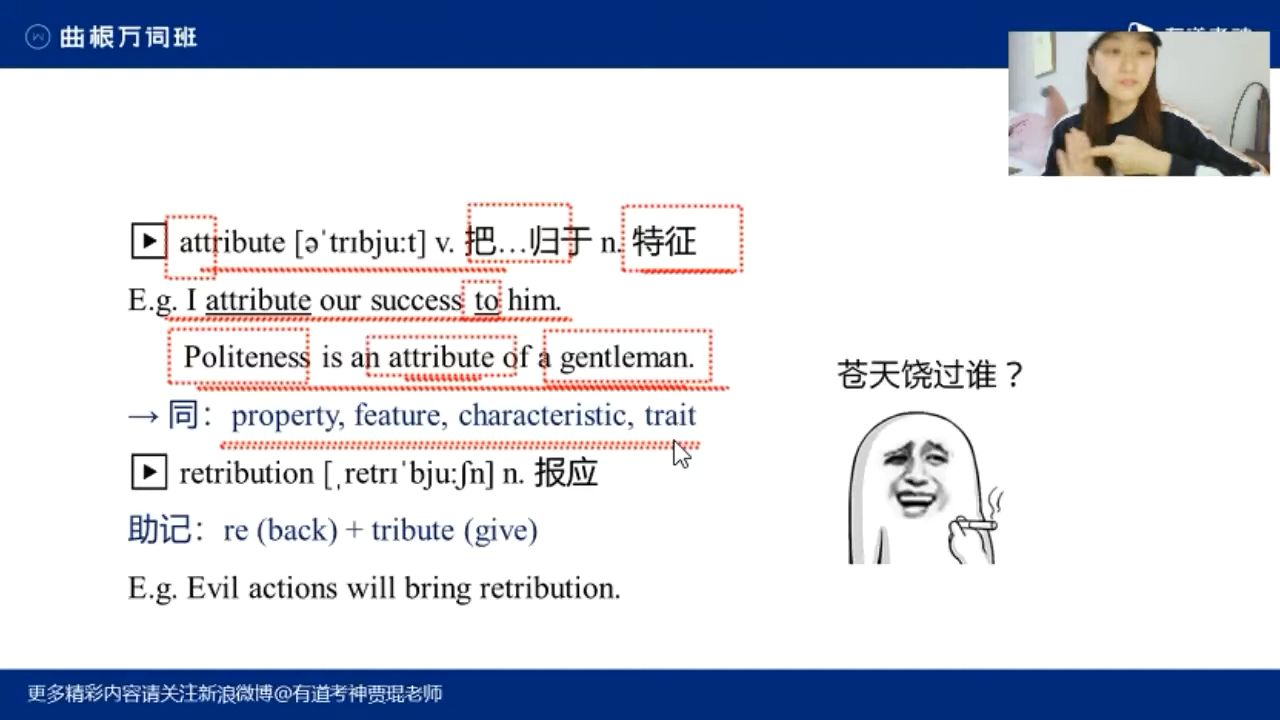 曲根万词班
attribute [əˈtrɪbju:t] v. 把…归于 n. 特征
E.g. I attribute our success to him.
Politeness is an attribute of a gentleman.
→ 同：property, feature, characteristic, trait
苍天饶过谁？
retribution [ˌretrɪˈbju:ʃn] n. 报应
助记：re (back) + tribute (give)
E.g. Evil actions will bring retribution.
更多精彩内容请关注新浪微博@有道考神贾琨老师